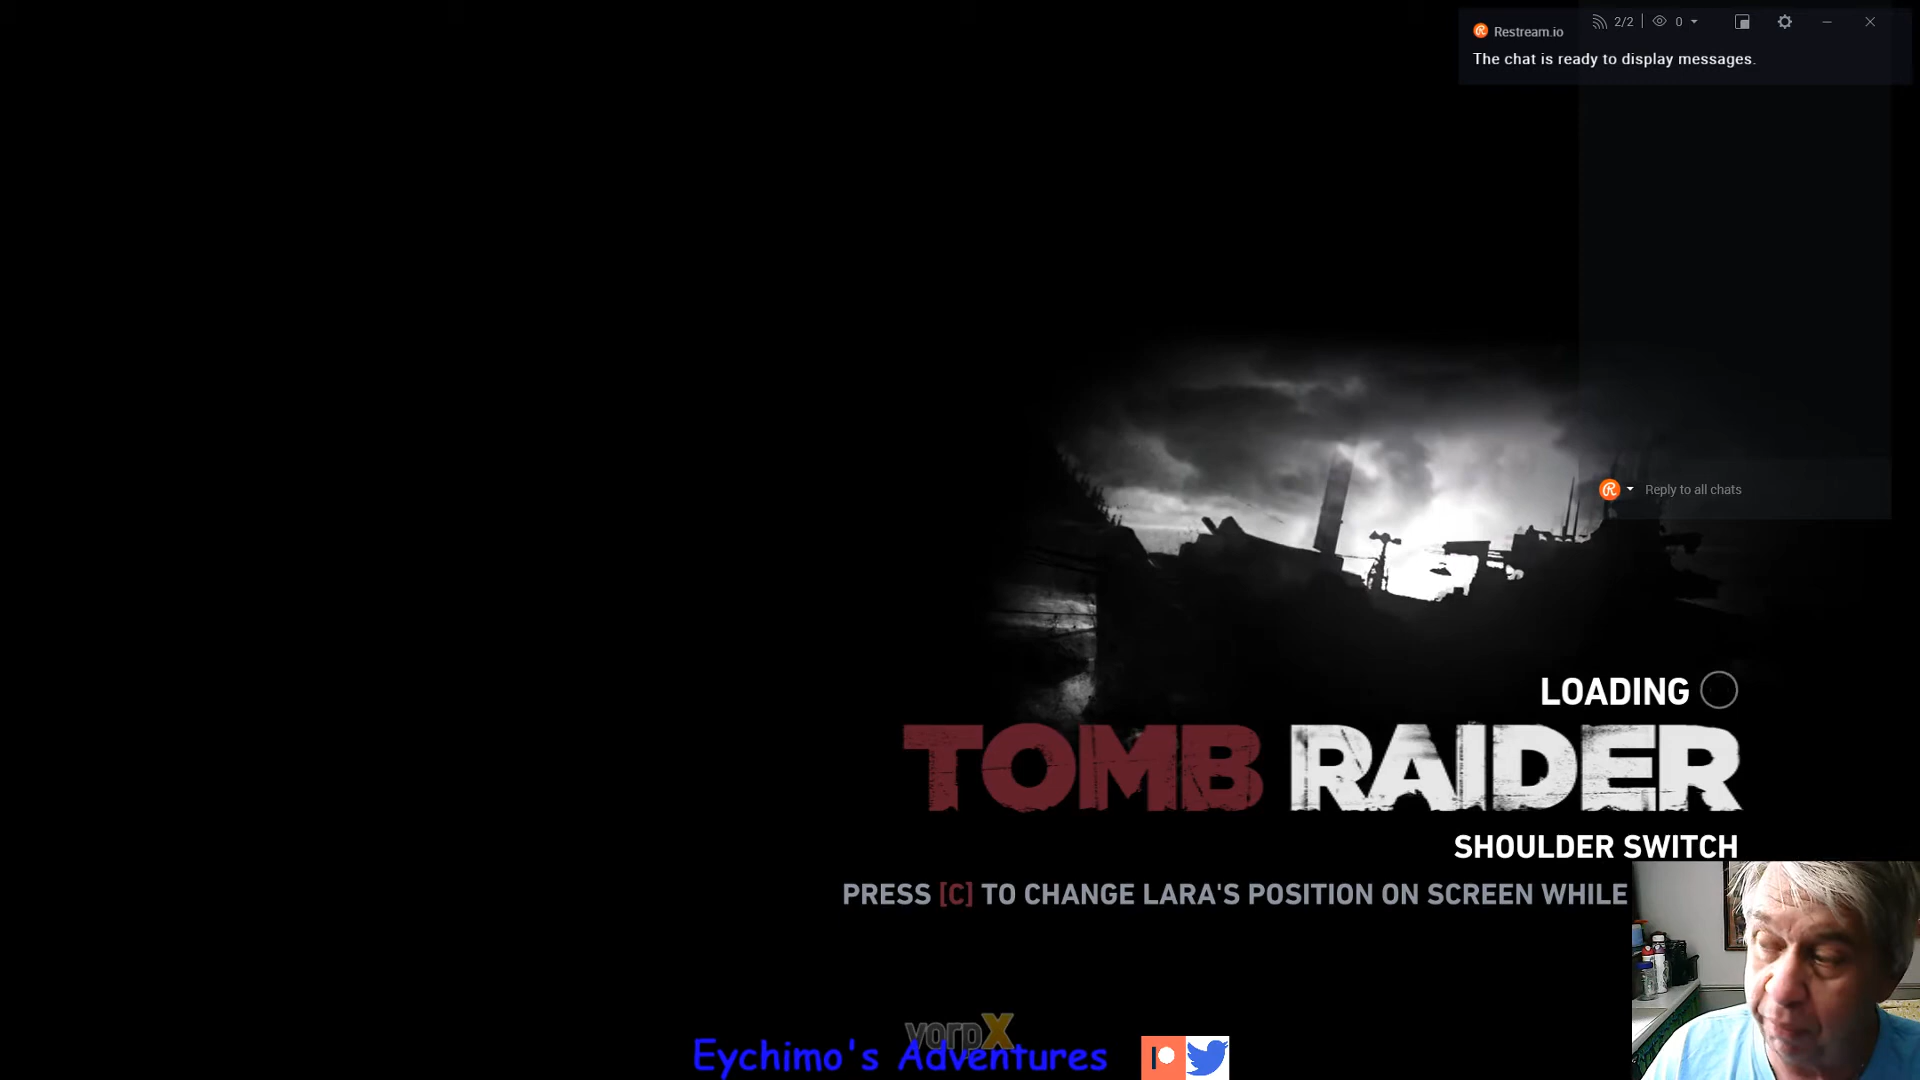 Restream.io
2/2
0
The chat is ready to display messages.
Reply to all chats
LOADING
TOMB RAIDER
SHOULDER SWITCH
PRESS [C] TO CHANGE LARA'S POSITION ON SCREEN WHILE
vorpX
Eychimo's Adventures